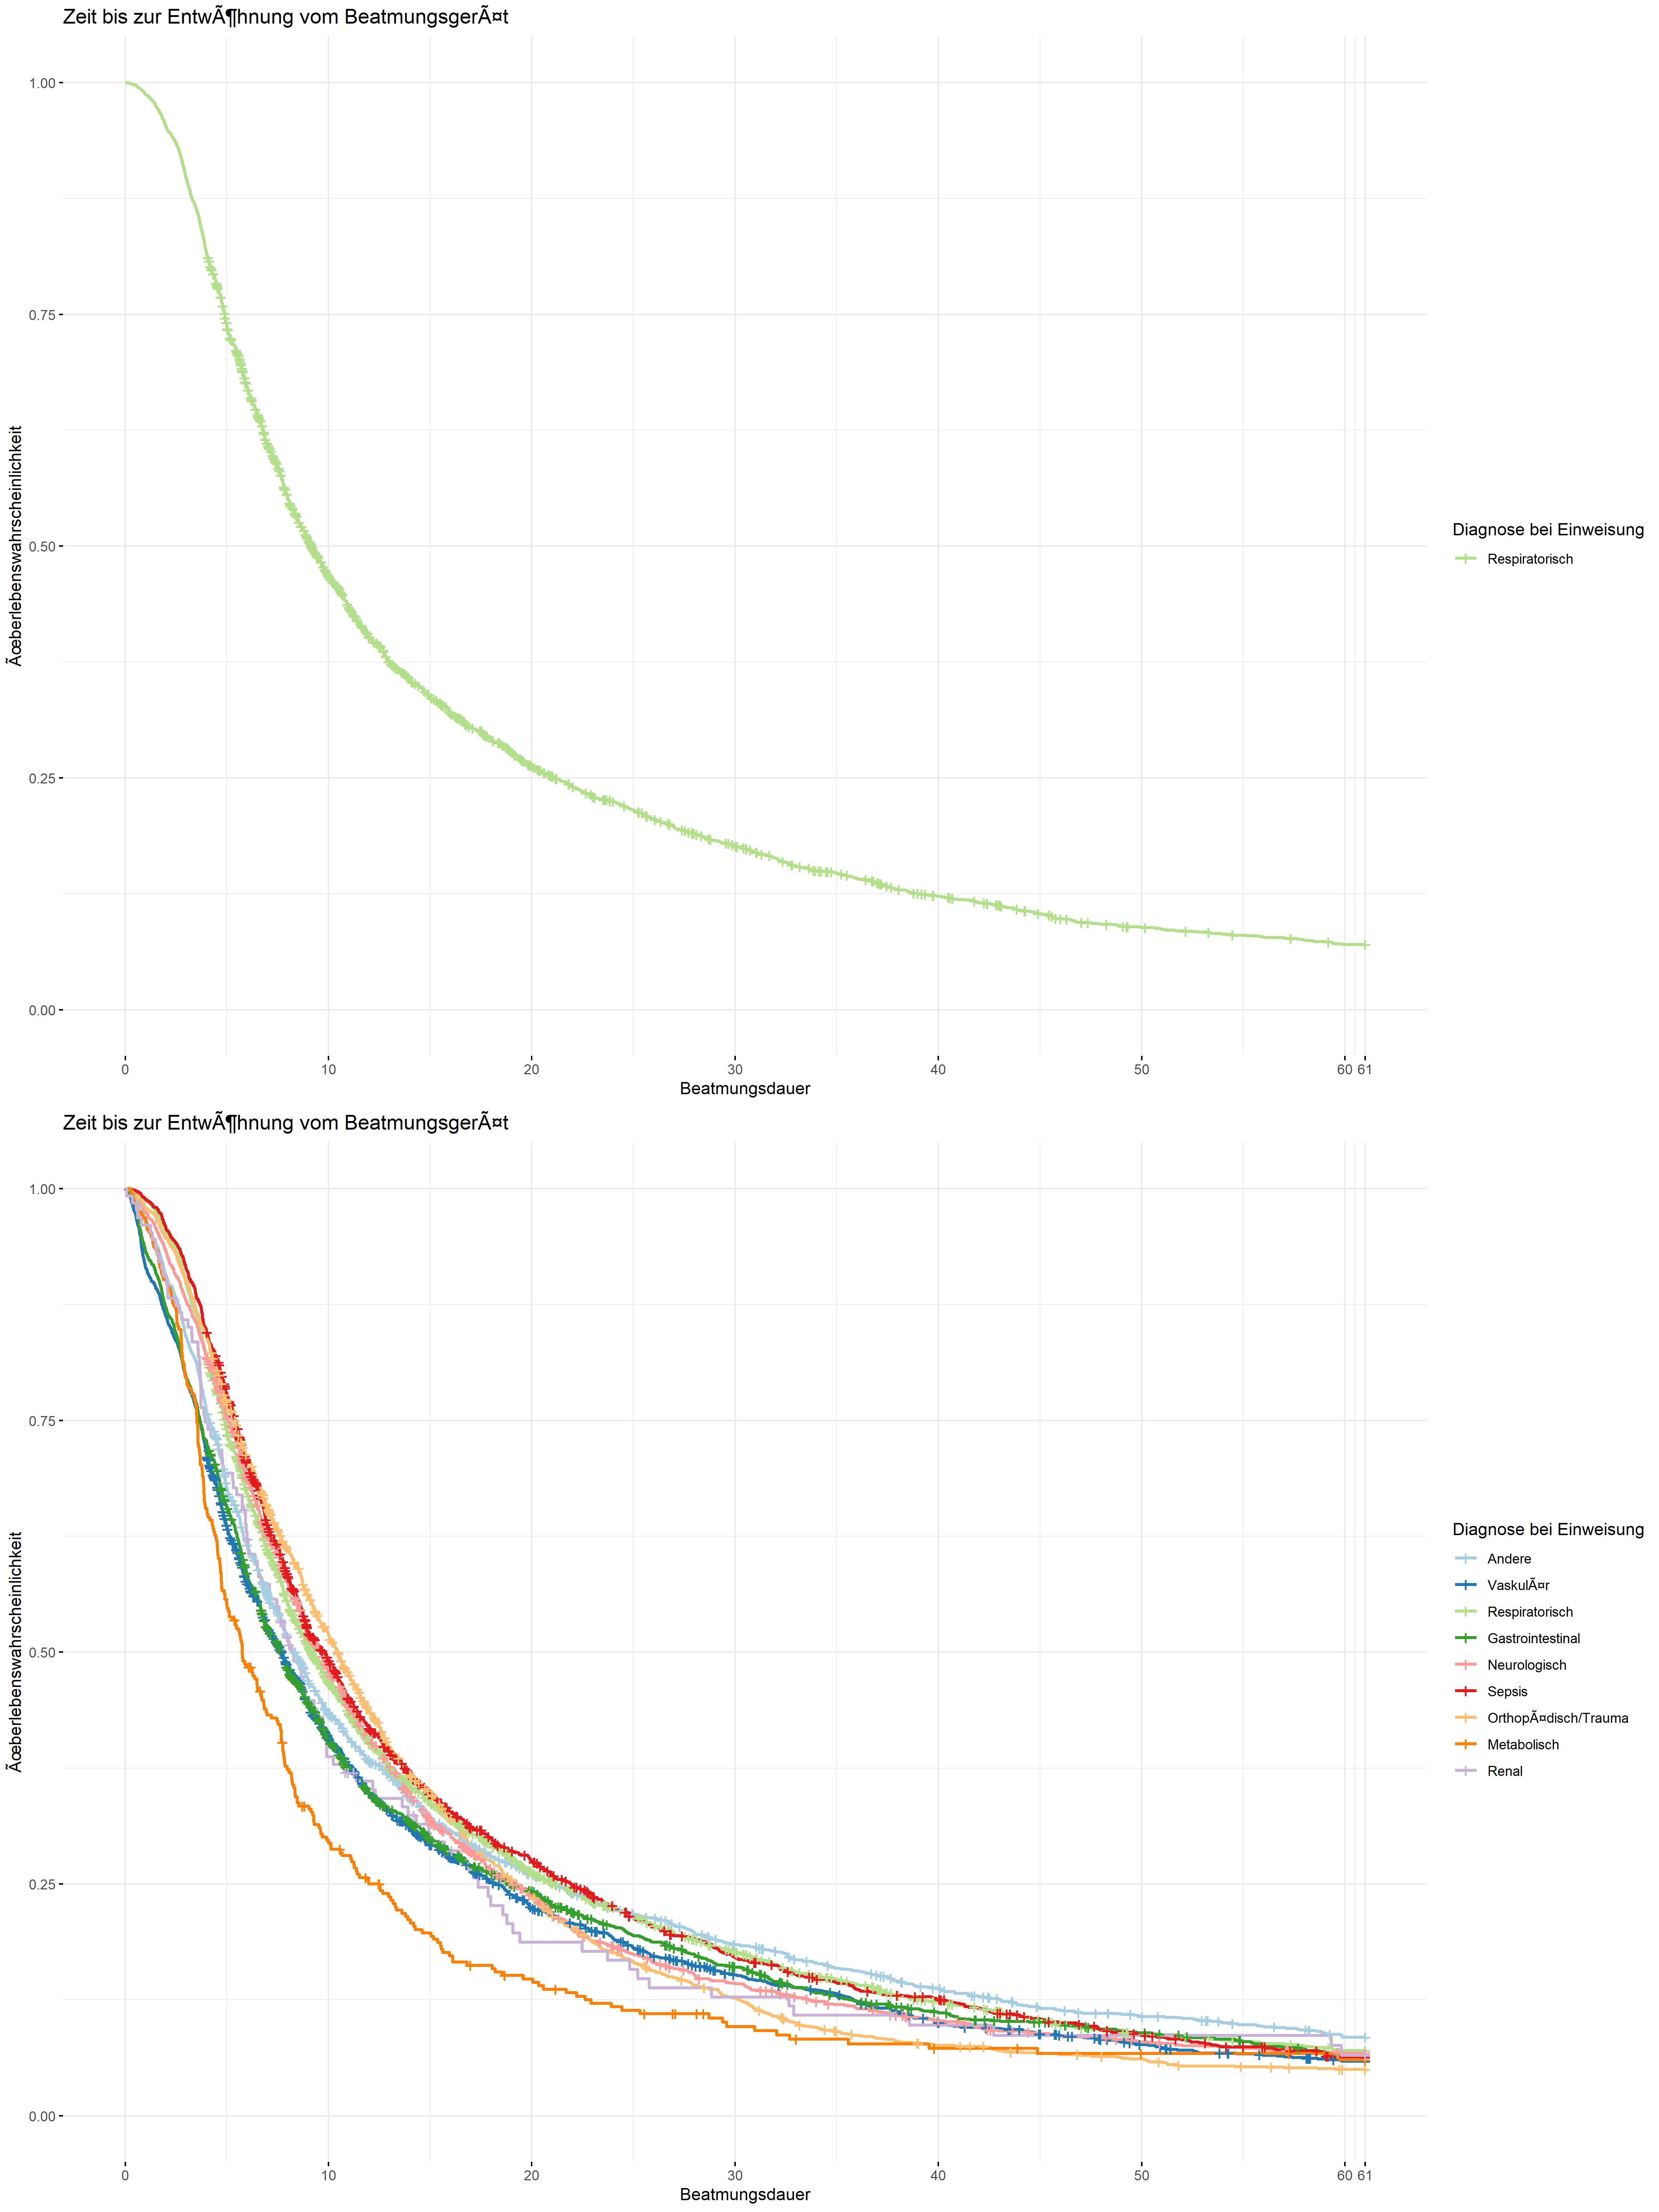 Zeit bis zur EntwÃ¶hnung vom BeatmungsgerÃ¤t
Ãœberlebenswahrscheinlichkeit
1.00
0.75
0.50
0.25
0.00
0 10 20 30 40 50 60 61
Beatmungsdauer
Diagnose bei Einweisung
Respiratorisch
Zeit bis zur EntwÃ¶hnung vom BeatmungsgerÃ¤t
Ãœberlebenswahrscheinlichkeit
1.00
0.75
0.50
0.25
0.00
0 10 20 30 40 50 60 61
Beatmungsdauer
Diagnose bei Einweisung
Andere
VaskulÃ¤r
Respiratorisch
Gastrointestinal
Neurologisch
Sepsis
OrthopÃ¤disch/Trauma
Metabolisch
Renal